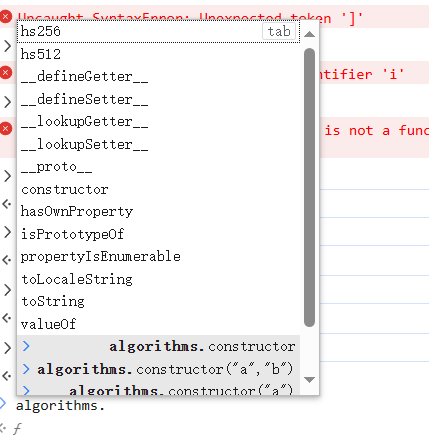 Uncaught SyntaxError: Unexpected token ']'
hs256
tab
hs512
__defineGetter__
__defineSetter__
ntifier 'i'
__lookupGetter__
is not a func
__lookupSetter__
__proto__
constructor
hasOwnProperty
isPrototypeOf
propertyIsEnumerable
toLocaleString
toString
valueOf
algorithms.constructor
algorithms.constructor("a","b")
algorithms.constructor("a")
algorithms.
f